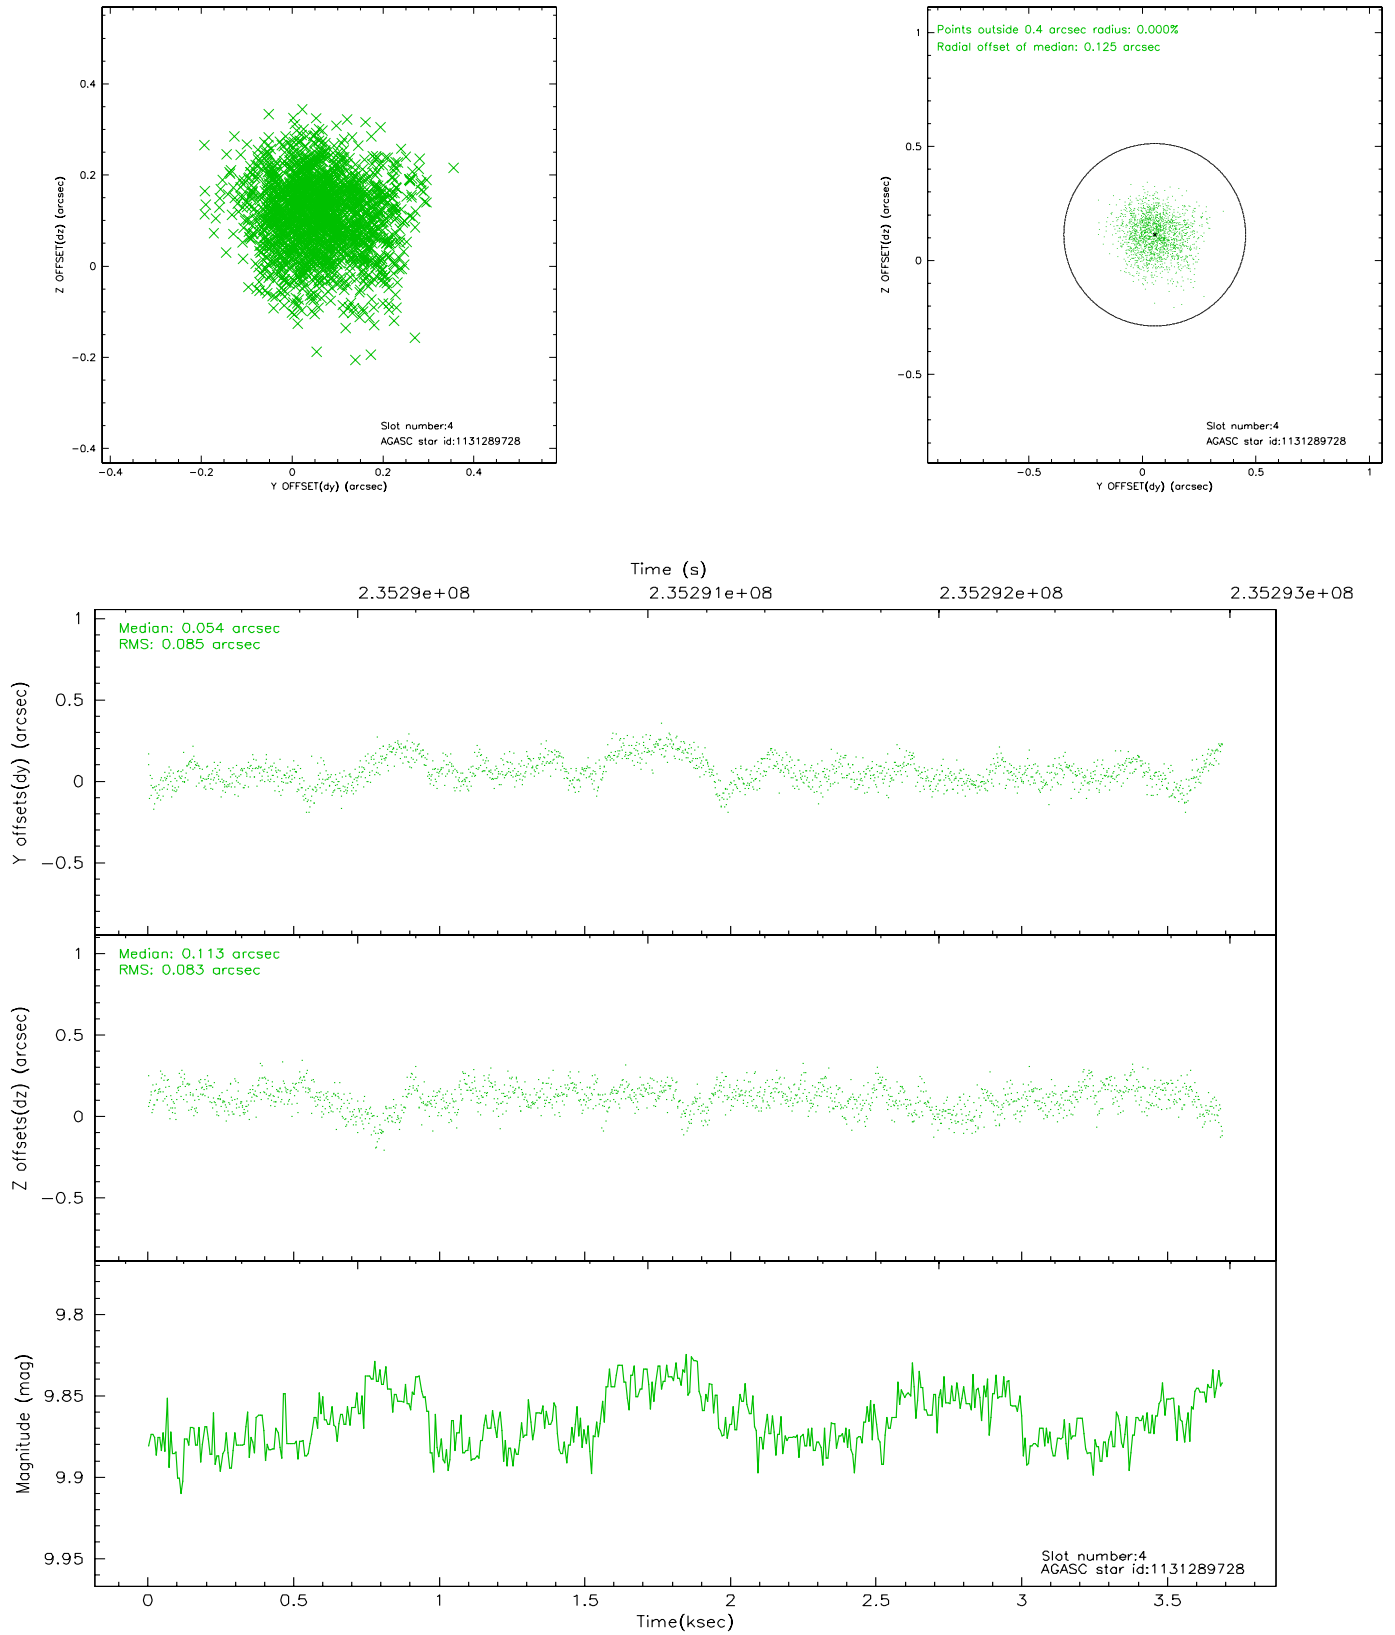 0.4
0.2
0
−0.2
−0.4
Z OFFSET(dz) (arcsec)
Slot number:4
AGASC star id:1131289728
−0.4 −0.2 0 0.2 0.4
Y OFFSET(dy) (arcsec)
Points outside 0.4 arcsec radius: 0.000%
Radial offset of median: 0.125 arcsec
1
0.5
0
−0.5
Z OFFSET(dz) (arcsec)
Slot number:4
AGASC star id:1131289728
−0.5 0 0.5 1
Y OFFSET(dy) (arcsec)
Time (s)
2.3529e+08 2.35291e+08 2.35292e+08 2.35293e+08
Median: 0.054 arcsec
RMS: 0.085 arcsec
1
0.5
0
−0.5
Y offsets(dy) (arcsec)
Median: 0.113 arcsec
RMS: 0.083 arcsec
1
0.5
0
−0.5
Z offsets(dz) (arcsec)
9.8
9.85
9.9
9.95
Magnitude (mag)
Slot number:4
AGASC star id:1131289728
0 0.5 1 1.5 2 2.5 3 3.5
Time(ksec)